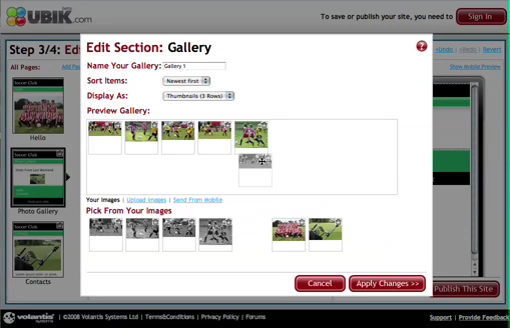 UBIK.com
To save or publish your site, you need to
Sign In
Step 3/4: Edi
Undo
Redo
Revert
All Pages:
Add Pa
Show Mobile Preview
Edit Section: Gallery
?
Name Your Gallery: Gallery 1
Sort Items: Newest first
Display As: Thumbnails (3 Rows)
Preview Gallery:
Soccer Club
Hello
Soccer Club
Photo Gallery
Soccer Club
Contacts
Your Images | Upload Images | Send From Mobile
Pick From Your Images
Cancel
Apply Changes >>
Publish This Site
volantis
©2008 Volantis Systems Ltd | Terms&Conditions | Privacy Policy | Forums
Support | Provide Feedback